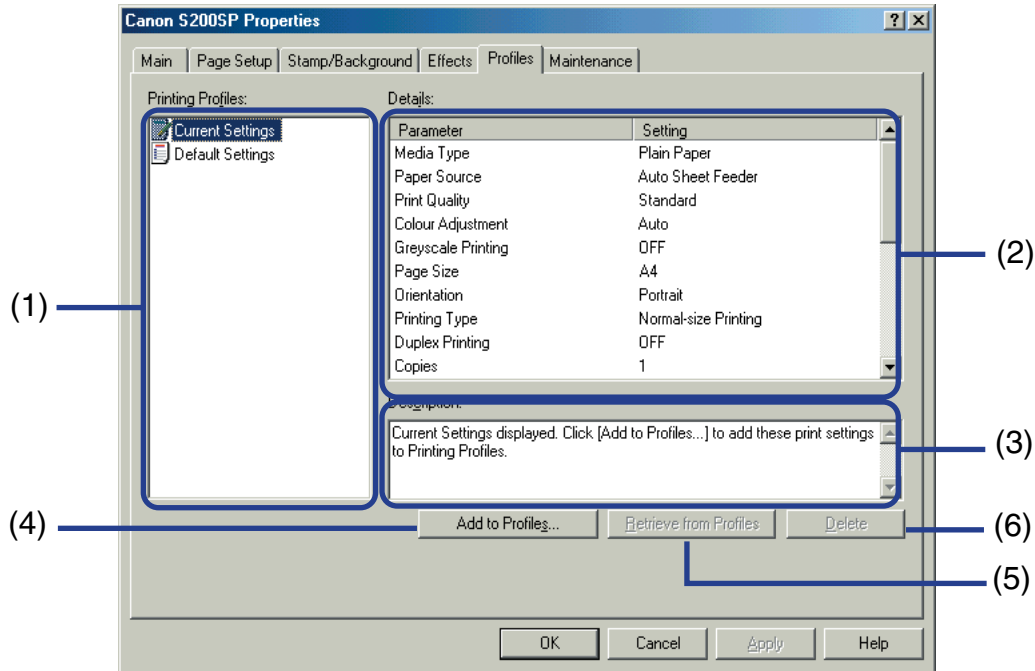 Canon S200SP Properties
Main Page Setup Stamp/Background Effects Profiles Maintenance
Printing Profiles:
Current Settings
Default Settings
Details:
Parameter Setting
Media Type Plain Paper
Paper Source Auto Sheet Feeder
Print Quality Standard
Colour Adjustment Auto
Greyscale Printing OFF
Page Size A4
Orientation Portrait
Printing Type Normal-size Printing
Duplex Printing OFF
Copies 1
Description:
Current Settings displayed. Click [Add to Profiles...] to add these print settings
to Printing Profiles.
Add to Profiles... Retrieve from Profiles Delete
OK Cancel Apply Help
(1)
(2)
(3)
(4)
(5)
(6)